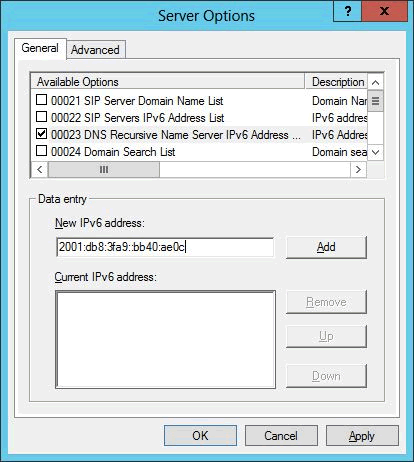 Server Options
? x
General Advanced
Available Options Description
00021 SIP Server Domain Name List Domain Nar
00022 SIP Servers IPv6 Address List IPv6 addres
00023 DNS Recursive Name Server IPv6 Address ... IPv6 Addres
00024 Domain Search List Domain sea
Data entry
New IPv6 address:
2001:db8:3fa9::bb40:ae0c Add
Current IPv6 address:
Remove
Up
Down
OK Cancel Apply